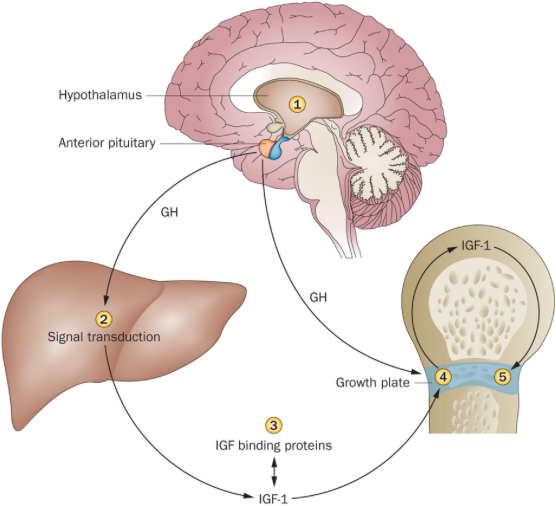 Hypothalamus
1
Anterior pituitary
GH
IGF-1
GH
2
Signal transduction
Growth plate
4
5
3
IGF binding proteins
IGF-1